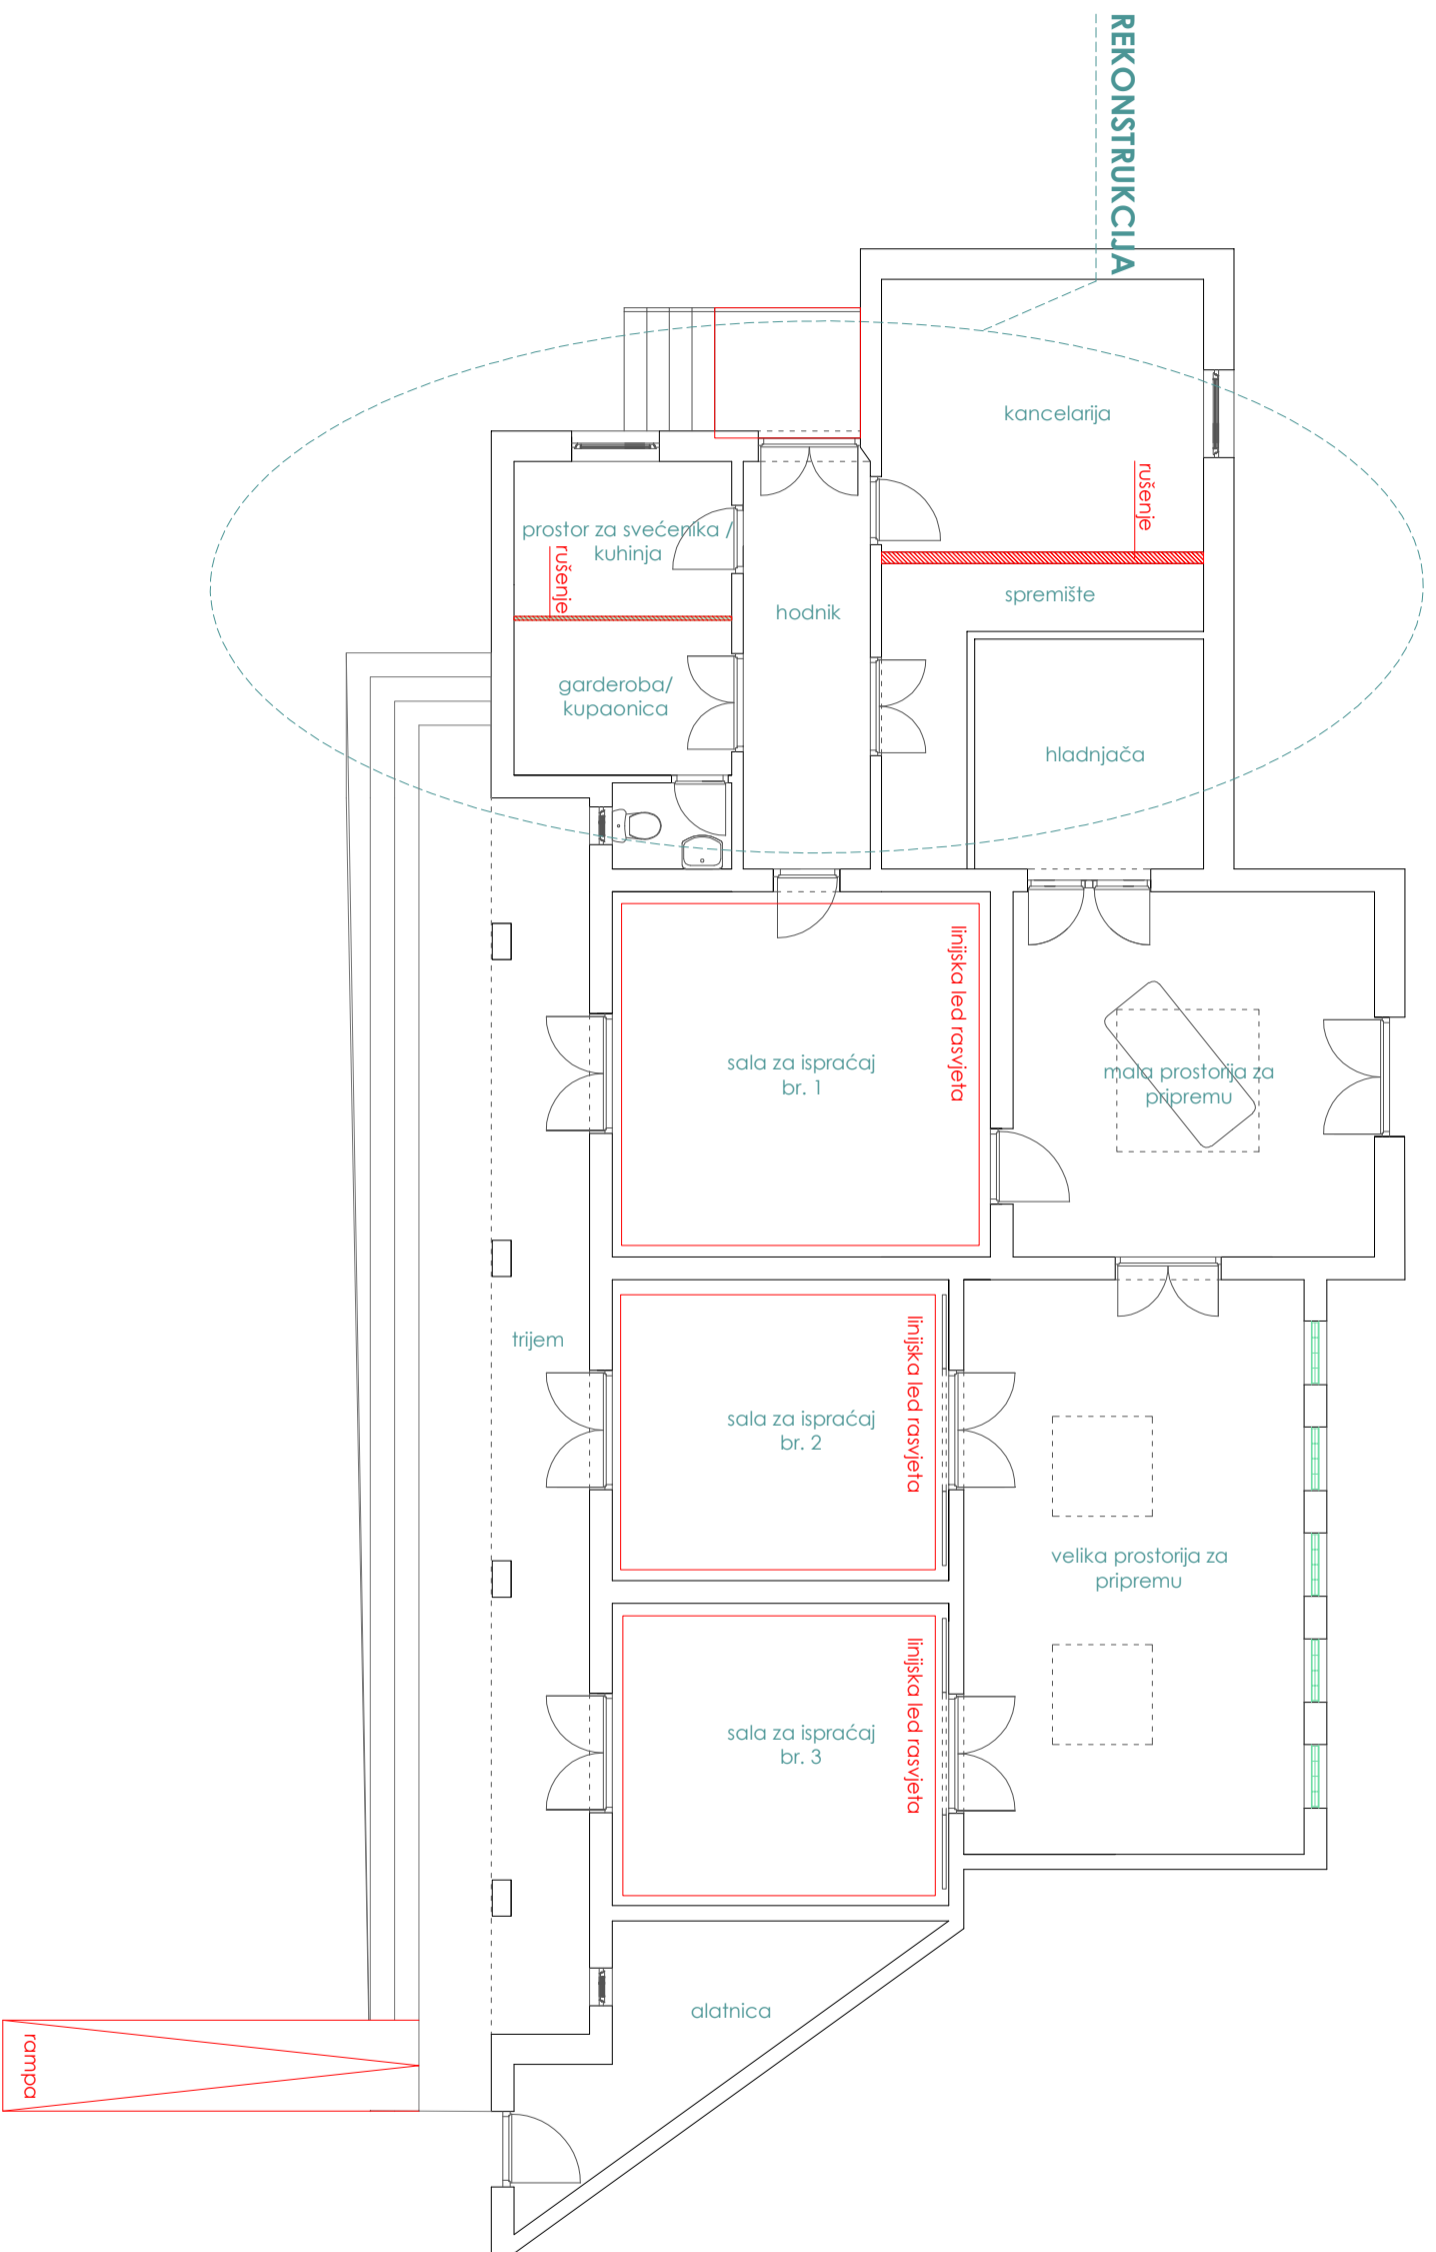 REKONSTRUKCIJA
kancelarija
rušenje
prostor za svećenika /
kuhinja
rušenje
spremište
hodnik
garderoba/
kupaonica
hladnjača
linijska led rasvjeta
sala za ispraćaj
br. 1
mala prostorija za
pripremu
trijem
linijska led rasvjeta
sala za ispraćaj
br. 2
velika prostorija za
pripremu
linijska led rasvjeta
sala za ispraćaj
br. 3
alatnica
rampa